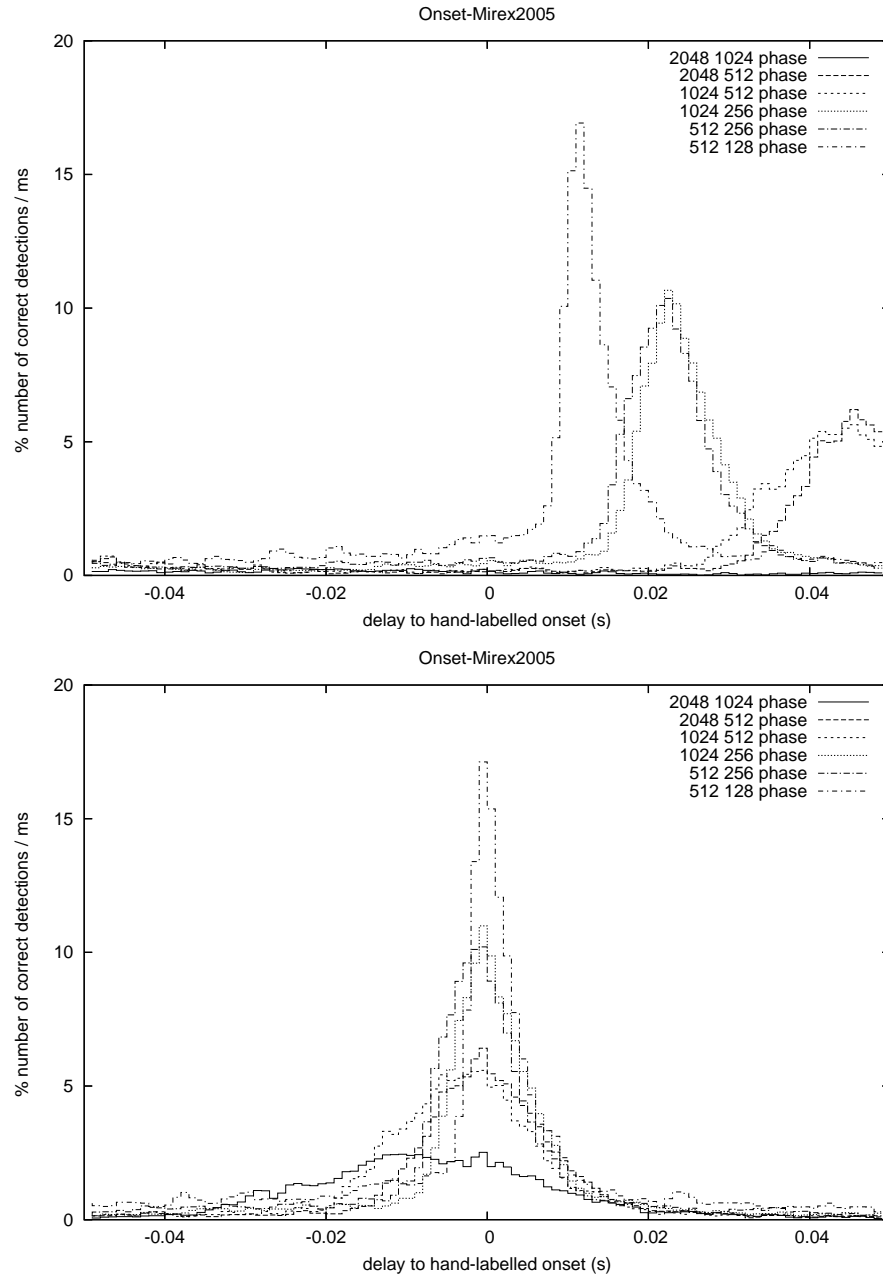 Onset-Mirex2005
20
2048 1024 phase
2048 512 phase
1024 512 phase
1024 256 phase
512 256 phase
512 128 phase
15
10
5
0
% number of correct detections / ms
-0.04 -0.02 0 0.02 0.04
delay to hand-labelled onset (s)
Onset-Mirex2005
20
2048 1024 phase
2048 512 phase
1024 512 phase
1024 256 phase
512 256 phase
512 128 phase
15
10
5
0
% number of correct detections / ms
-0.04 -0.02 0 0.02 0.04
delay to hand-labelled onset (s)